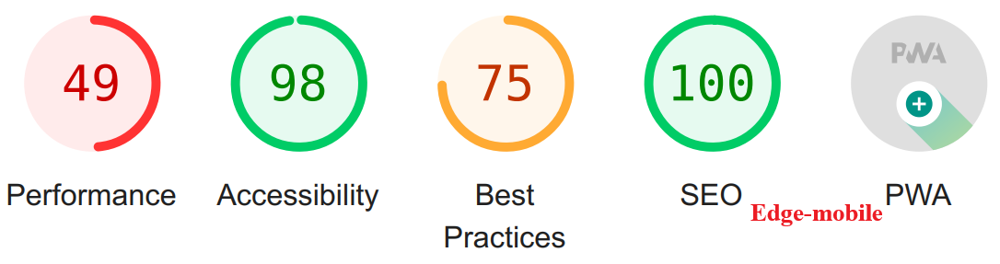 49 98 75 100 PWA
Performance Accessibility Best SEO PWA
Practices
Edge-mobile